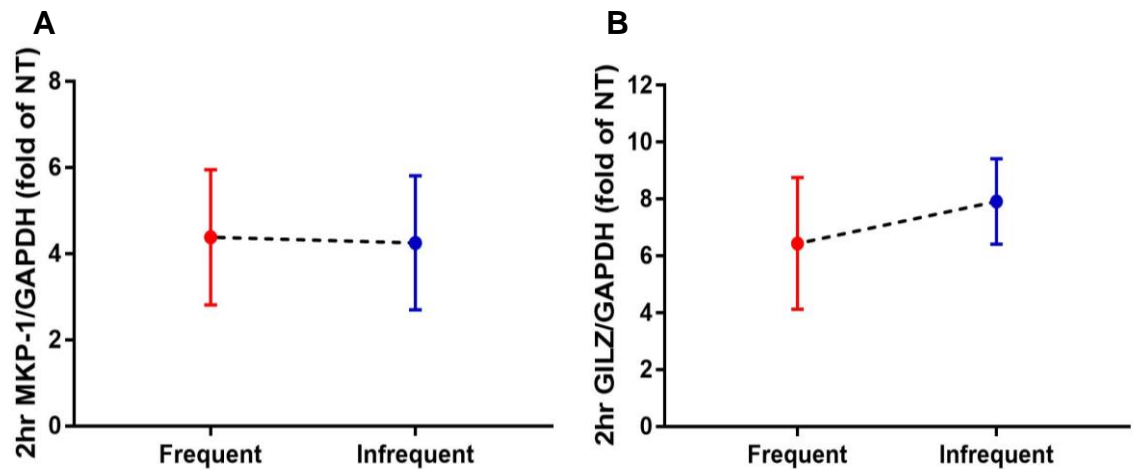 A
2hr MKP-1/GAPDH (fold of NT)
8
6
4
2
0
Frequent Infrequent
B
2hr GILZ/GAPDH (fold of NT)
12
10
8
6
4
2
0
Frequent Infrequent